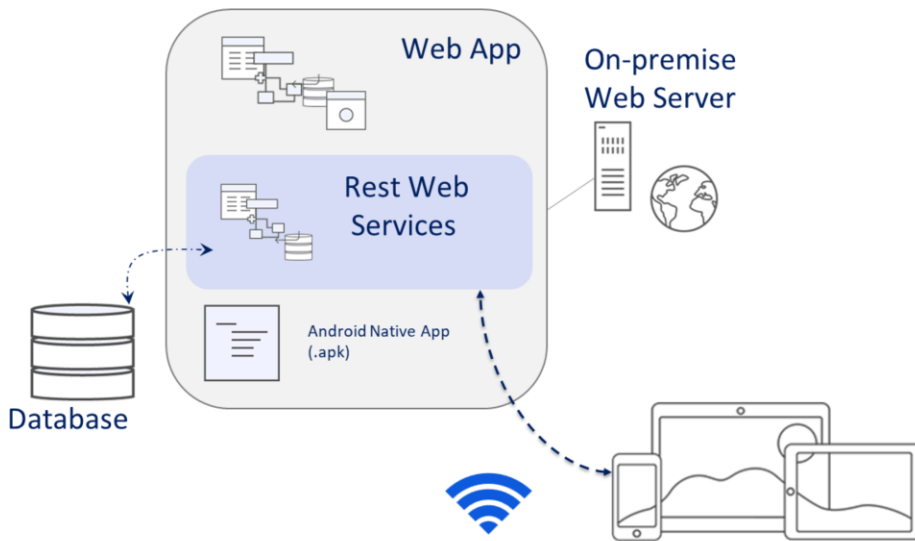 Web App
On-premise
Web Server
Rest Web
Services
Android Native App
(.apk)
Database